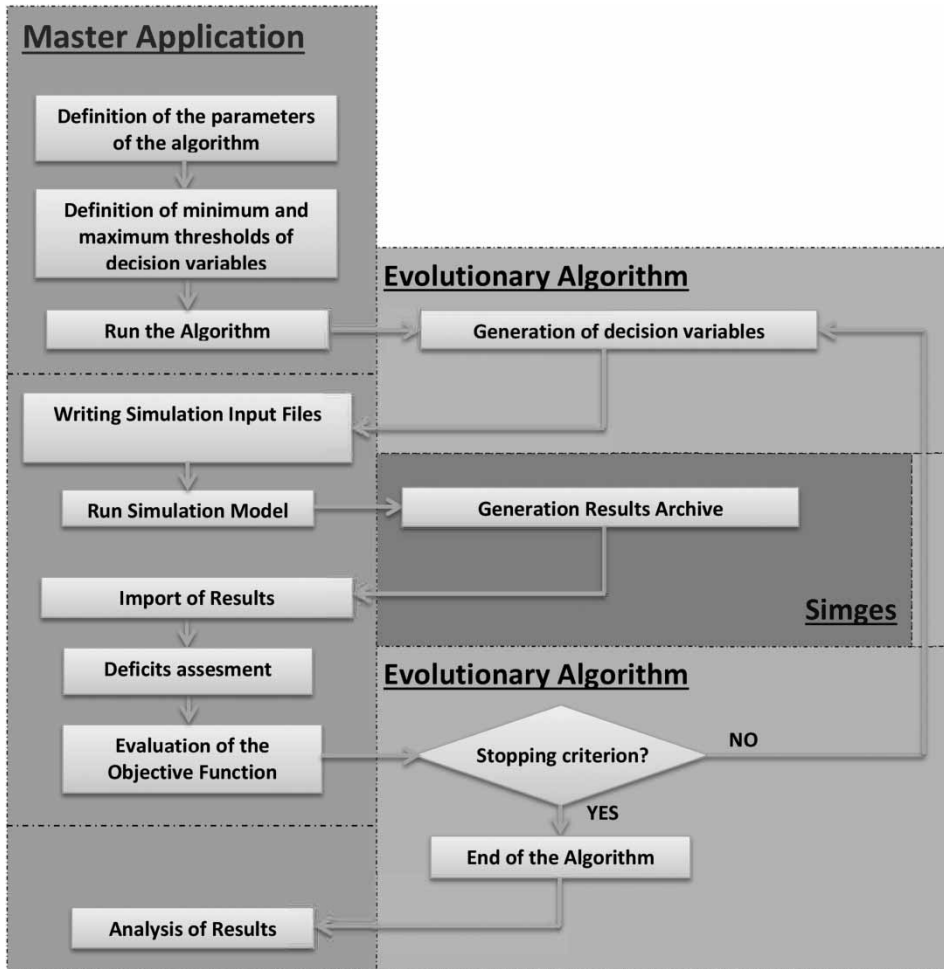 Master Application
Definition of the parameters
of the algorithm
Definition of minimum and
maximum thresholds of
decision variables
Evolutionary Algorithm
Run the Algorithm
Generation of decision variables
Writing Simulation Input Files
Run Simulation Model
Generation Results Archive
Import of Results
Simges
Deficits assesment
Evolutionary Algorithm
Evaluation of the
Objective Function
Stopping criterion?
NO
YES
End of the Algorithm
Analysis of Results